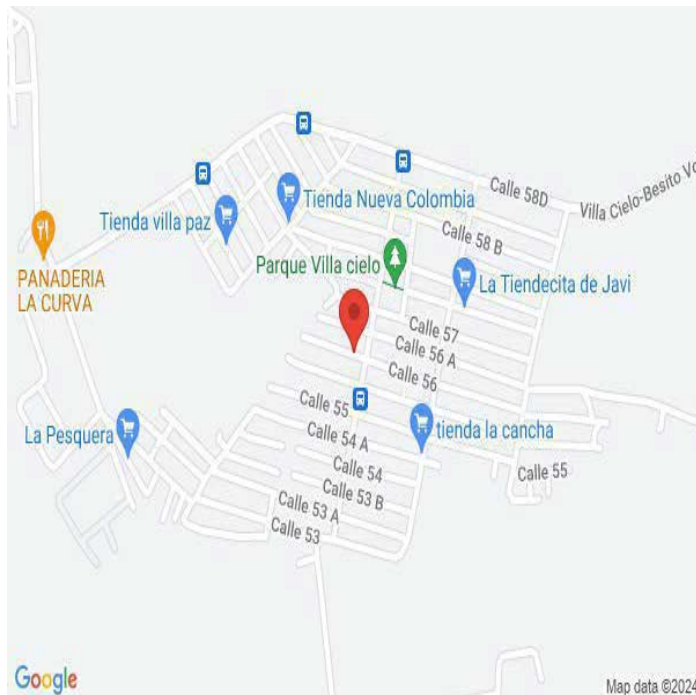 Calle 58D
Villa Cielo-Besito Vo
Tienda Nueva Colombia
Tienda villa paz
Calle 58 B
Parque Villa cielo
PANADERIA
LA CURVA
La Tiendecita de Javi
Calle 57
Calle 56 A
Calle 56
Calle 55
La Pesquera
tienda la cancha
Calle 54 A
Calle 54
Calle 55
Calle 53 B
Calle 53 A
Calle 53
Google
Map data ©2024